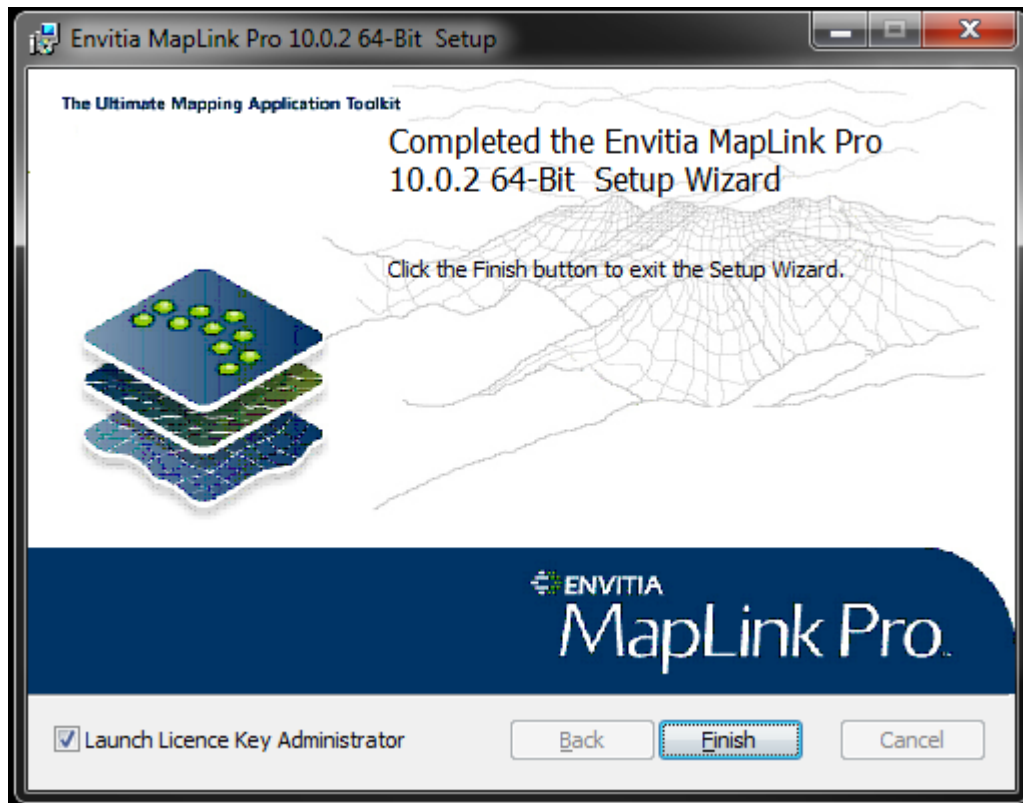 Envitia MapLink Pro 10.0.2 64-Bit  Setup
The Ultimate Mapping Application Toolkit
Completed the Envitia MapLink Pro
10.0.2 64-Bit  Setup Wizard
Click the Finish button to exit the Setup Wizard.
ENVITIA
MapLink Pro
Launch Licence Key Administrator
Back
Finish
Cancel